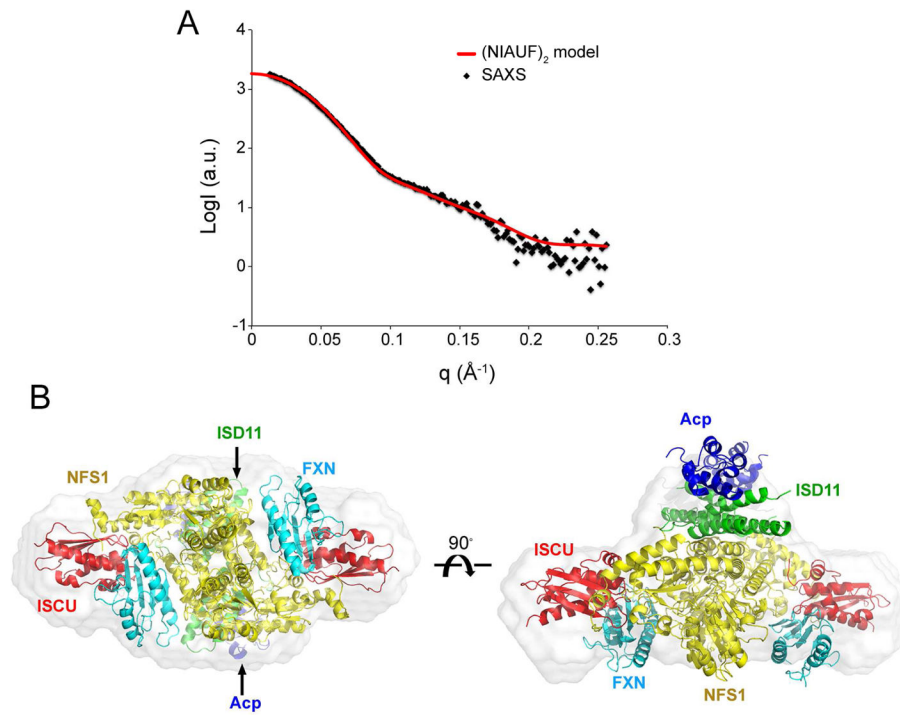 A
4
3
2
1
0
-1
LogI (a.u.)
0
0.05
0.1
0.15
0.2
0.25
0.3
q (Å⁻¹)
(NIAUF)₂ model
SAXS
B
ISD11
NFS1
FXN
ISCU
Acp
90°
Acp
ISD11
ISCU
FXN
NFS1